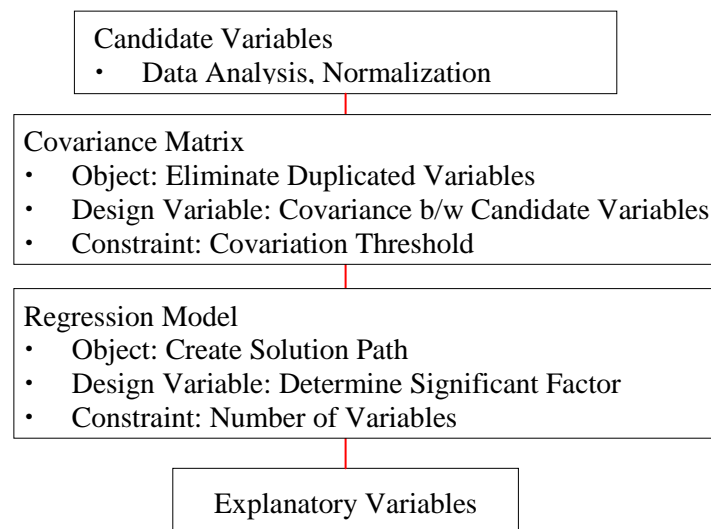 Candidate Variables
・ Data Analysis, Normalization
Covariance Matrix
・ Object: Eliminate Duplicated Variables
・ Design Variable: Covariance b/w Candidate Variables
・ Constraint: Covariation Threshold
Regression Model
・ Object: Create Solution Path
・ Design Variable: Determine Significant Factor
・ Constraint: Number of Variables
Explanatory Variables